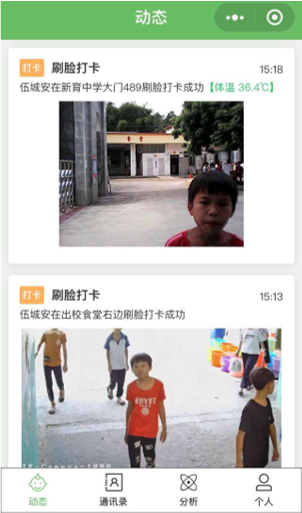 动态
打卡 刷脸打卡 15:18
伍城安在新育中学大门489刷脸打卡成功【体温 36.4℃】
打卡 刷脸打卡 15:13
伍城安在出校食堂右边刷脸打卡成功
动态 通讯录 分析 个人